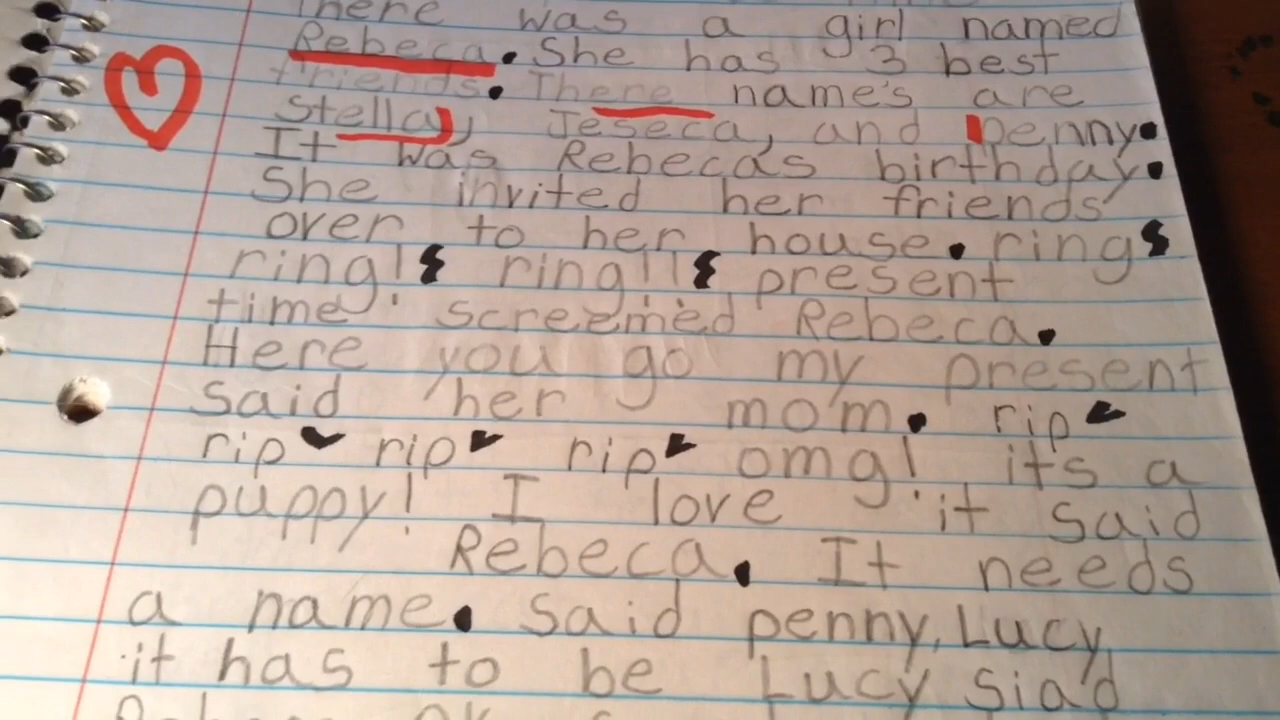 There was a girl named
Rebeca. She has 3 best
friends. There name's are
Stella, Jeseca, and penny.
It was Rebeca's birthday.
She invited her friends
over to her house. ring
ring! ring!! present
time! screemed Rebeca.
Here you go my present
said her mom. rip
rip rip rip omg! it's a
puppy! I love it said
Rebeca. It needs
a name. said penny, Lucy,
it has to be Lucy siad